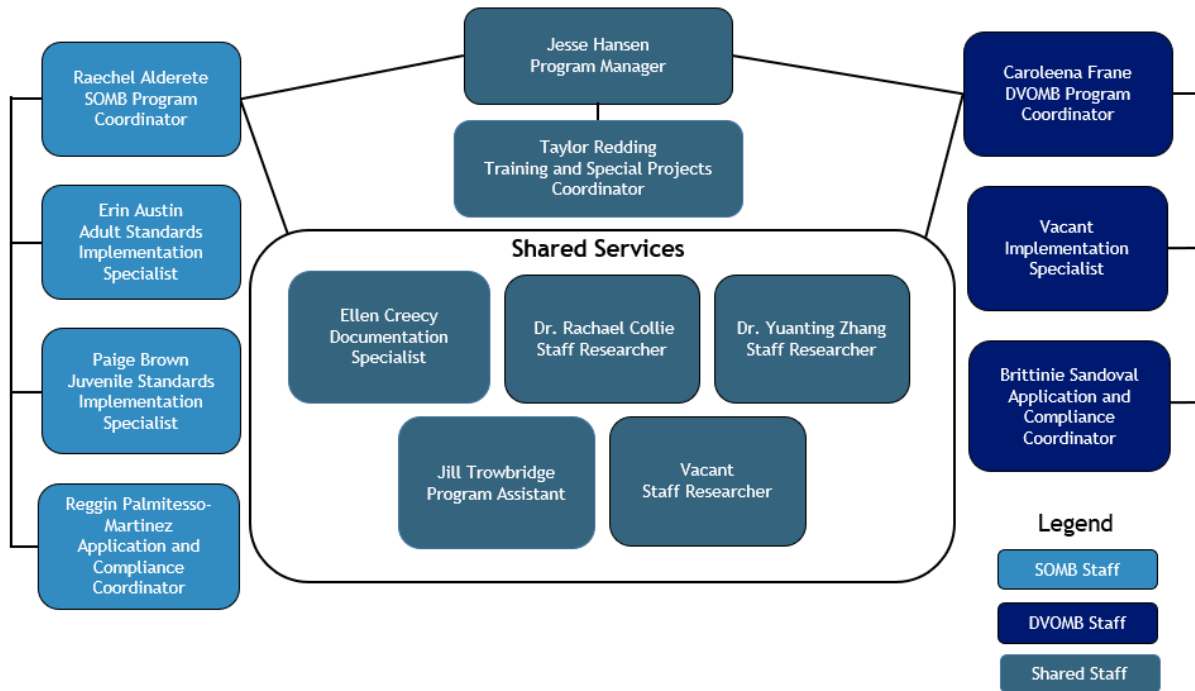 Jesse Hansen
Program Manager
Taylor Redding
Training and Special Projects
Coordinator
Raechel Alderete
SOMB Program
Coordinator
Erin Austin
Adult Standards
Implementation
Specialist
Paige Brown
Juvenile Standards
Implementation
Specialist
Reggin Palmitesso-
Martinez
Application and
Compliance
Coordinator
Shared Services
Ellen Creecy
Documentation
Specialist
Dr. Rachael Collie
Staff Researcher
Dr. Yuanting Zhang
Staff Researcher
Jill Trowbridge
Program Assistant
Vacant
Staff Researcher
Caroleena Frane
DVOMB Program
Coordinator
Vacant
Implementation
Specialist
Brittinie Sandoval
Application and
Compliance
Coordinator
Legend
SOMB Staff
DVOMB Staff
Shared Staff